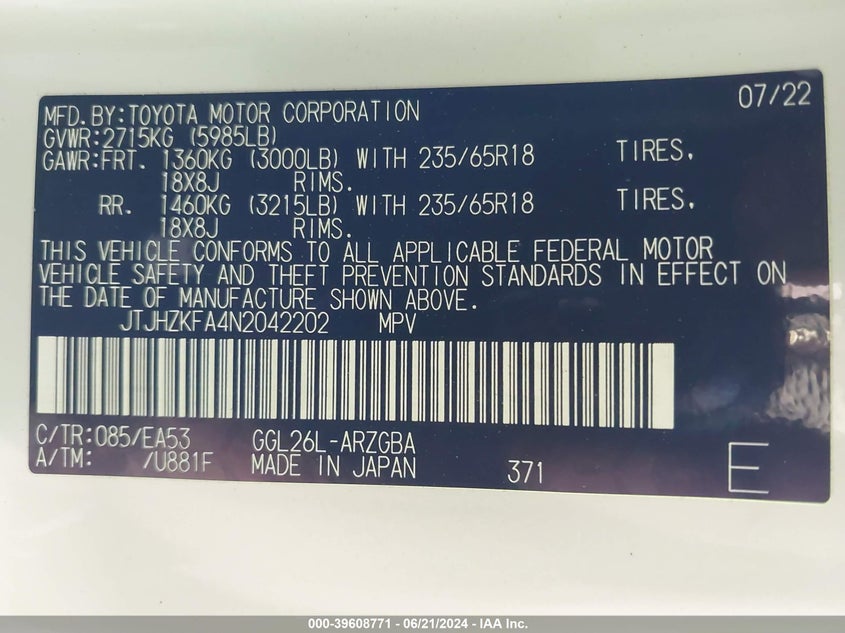 MFD.BY:TOYOTA MOTOR CORPORATION 07/22
GVWR:2715KG (5985LB)
GAWR:FRT. 1360KG (3000LB) WITH 235/65R18 TIRES.
18X8J RIMS.
RR. 1460KG (3215LB) WITH 235/65R18 TIRES.
18X8J RIMS.
THIS VEHICLE CONFORMS TO ALL APPLICABLE FEDERAL MOTOR
VEHICLE SAFETY AND THEFT PREVENTION STANDARDS IN EFFECT ON
THE DATE OF MANUFACTURE SHOWN ABOVE.
JTJHZKFA4N2042202 MPV
C/TR:085/EA53 GGL26L-ARZGBA
A/TM: /U881F MADE IN JAPAN 371 E
000-39608771 - 06/21/2024 - IAA Inc.